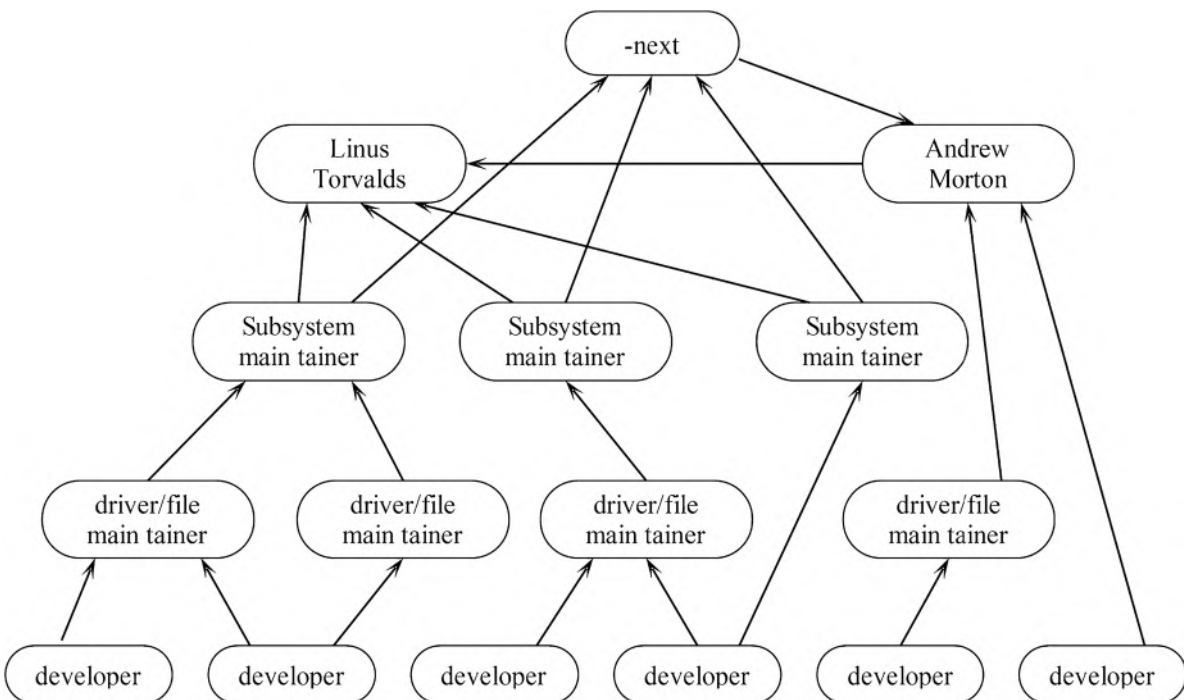 -next
Linus
Torvalds
Andrew
Morton
Subsystem
main tainer
Subsystem
main tainer
Subsystem
main tainer
driver/file
main tainer
driver/file
main tainer
driver/file
main tainer
driver/file
main tainer
developer
developer
developer
developer
developer
developer